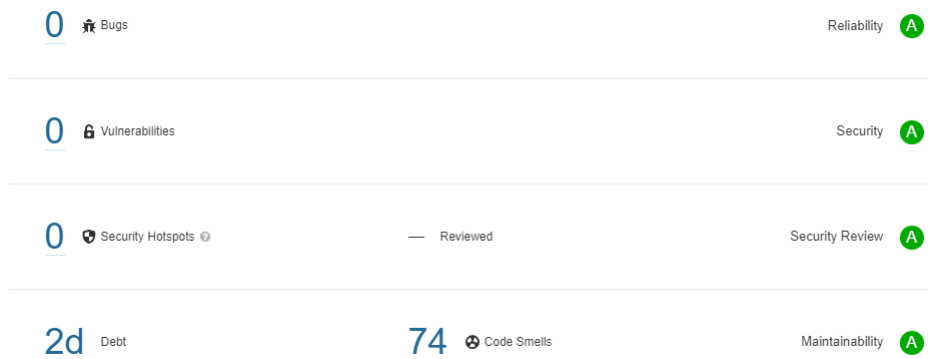 0 Bugs Reliability A
0 Vulnerabilities Security A
0 Security Hotspots ? — Reviewed Security Review A
2d Debt 74 Code Smells Maintainability A